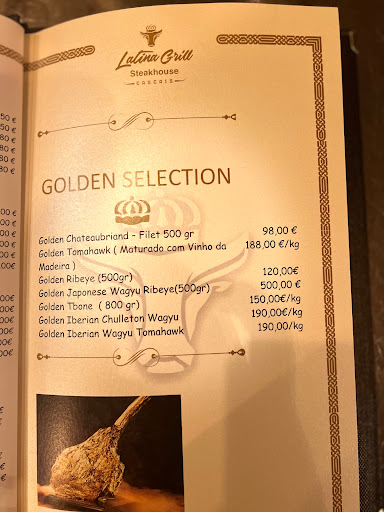 Latina Grill
Steakhouse
CASCAIS
GOLDEN SELECTION
Golden Chateaubriand - Filet 500 gr 98,00 €
Golden Tomahawk ( Maturado com Vinho da 188,00 €/kg
Madeira )
Golden Ribeye (500gr) 120,00€
Golden Japonese Wagyu Ribeye(500gr) 500,00 €
Golden Tbone ( 800 gr) 150,00€/kg
Golden Iberian Chulleton Wagyu 190,00€/kg
Golden Iberian Wagyu Tomahawk 190,00/kg